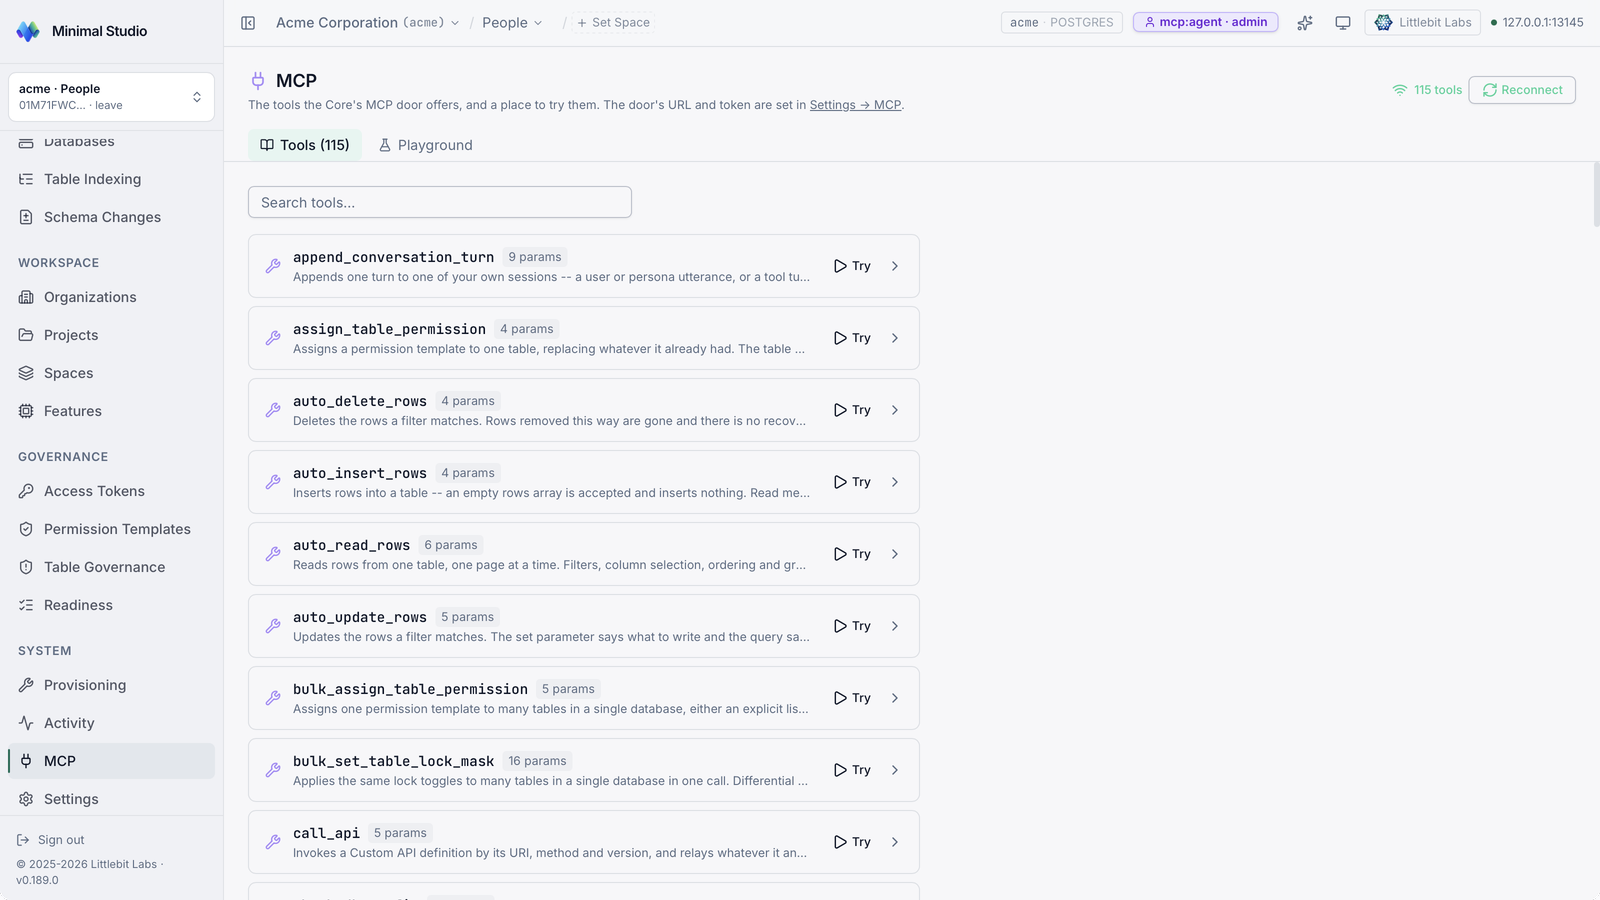 Minimal Studio
acme · People
01M71FWC... · leave
Databases
Table Indexing
Schema Changes
WORKSPACE
Organizations
Projects
Spaces
Features
GOVERNANCE
Access Tokens
Permission Templates
Table Governance
Readiness
SYSTEM
Provisioning
Activity
MCP
Settings
Sign out
© 2025-2026 Littlebit Labs ·
v0.189.0
Acme Corporation (acme) / People / + Set Space
acme · POSTGRES
mcp:agent · admin
Littlebit Labs
127.0.0.1:13145
MCP
The tools the Core's MCP door offers, and a place to try them. The door's URL and token are set in Settings → MCP.
115 tools
Reconnect
Tools (115)
Playground
Search tools...
append_conversation_turn 9 params
Appends one turn to one of your own sessions -- a user or persona utterance, or a tool tu...
Try
assign_table_permission 4 params
Assigns a permission template to one table, replacing whatever it already had. The table ...
Try
auto_delete_rows 4 params
Deletes the rows a filter matches. Rows removed this way are gone and there is no recov...
Try
auto_insert_rows 4 params
Inserts rows into a table -- an empty rows array is accepted and inserts nothing. Read me...
Try
auto_read_rows 6 params
Reads rows from one table, one page at a time. Filters, column selection, ordering and gr...
Try
auto_update_rows 5 params
Updates the rows a filter matches. The set parameter says what to write and the query sa...
Try
bulk_assign_table_permission 5 params
Assigns one permission template to many tables in a single database, either an explicit lis...
Try
bulk_set_table_lock_mask 16 params
Applies the same lock toggles to many tables in a single database in one call. Differential ...
Try
call_api 5 params
Invokes a Custom API definition by its URI, method and version, and relays whatever it an...
Try